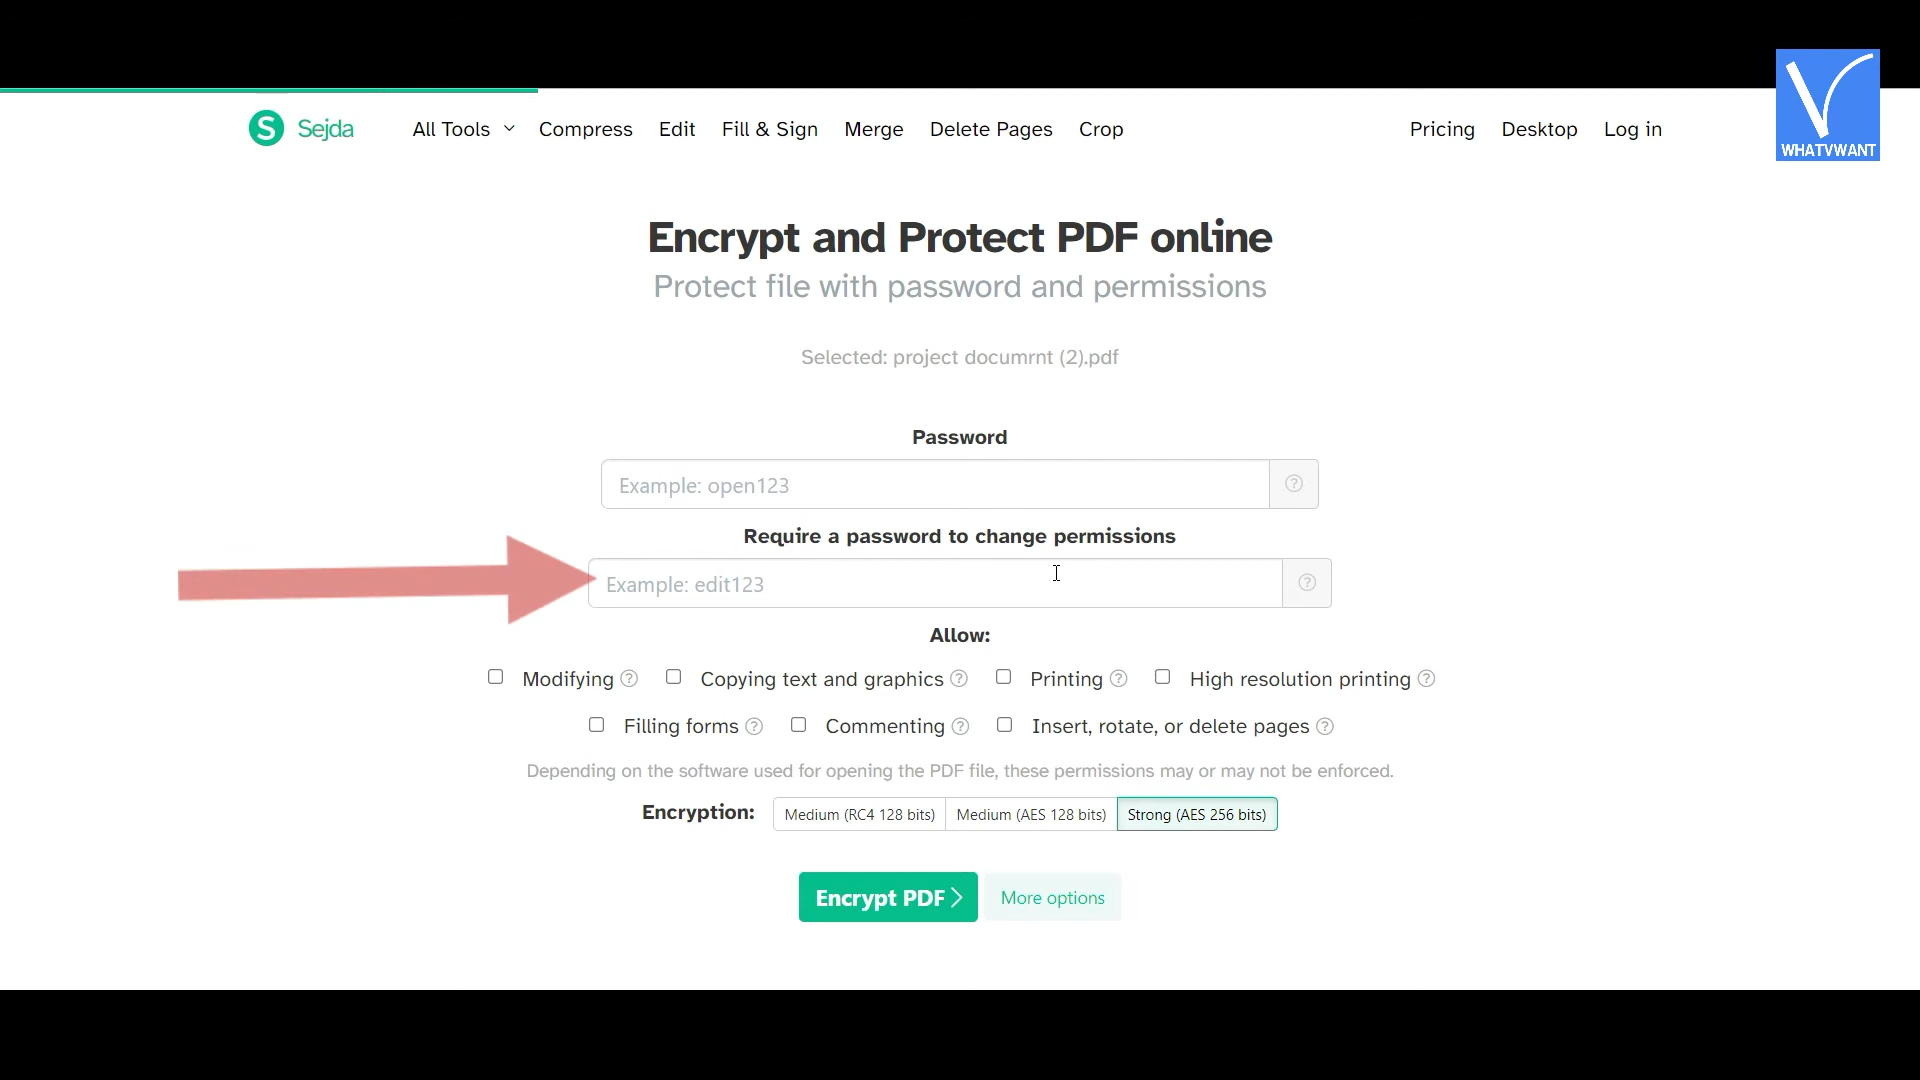 WHATVWANT
S Sejda All Tools Compress Edit Fill & Sign Merge Delete Pages Crop Pricing Desktop Log in
Encrypt and Protect PDF online
Protect file with password and permissions
Selected: project documrnt (2).pdf
Password
Example: open123
Require a password to change permissions
Example: edit123
Allow:
Modifying Copying text and graphics Printing High resolution printing
Filling forms Commenting Insert, rotate, or delete pages
Depending on the software used for opening the PDF file, these permissions may or may not be enforced.
Encryption: Medium (RC4 128 bits) Medium (AES 128 bits) Strong (AES 256 bits)
Encrypt PDF More options